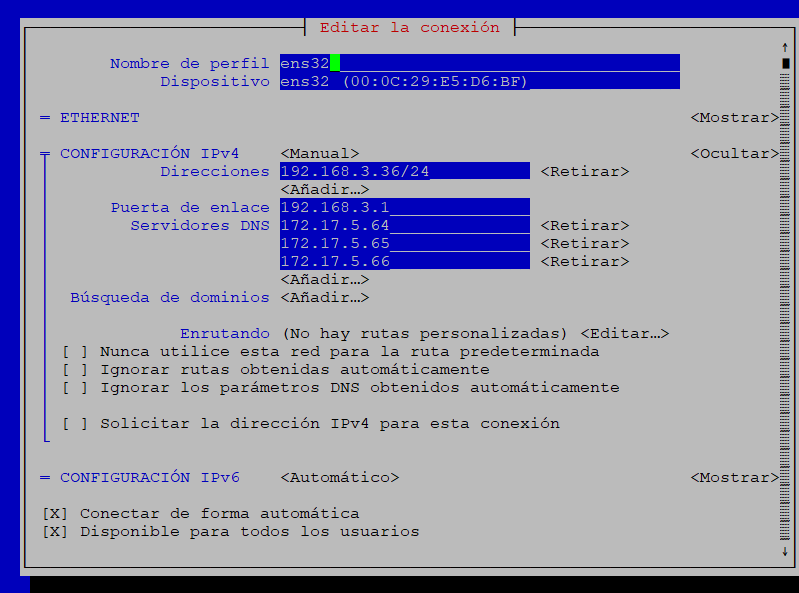 Editar la conexión
Nombre de perfil ens32
Dispositivo ens32 (00:0C:29:E5:D6:BF)
= ETHERNET <Mostrar>
CONFIGURACIÓN IPv4 <Manual> <Ocultar>
Direcciones 192.168.3.36/24 <Retirar>
<Añadir…>
Puerta de enlace 192.168.3.1
Servidores DNS 172.17.5.64 <Retirar>
172.17.5.65 <Retirar>
172.17.5.66 <Retirar>
<Añadir…>
Búsqueda de dominios <Añadir…>
Enrutando (No hay rutas personalizadas) <Editar…>
[ ] Nunca utilice esta red para la ruta predeterminada
[ ] Ignorar rutas obtenidas automáticamente
[ ] Ignorar los parámetros DNS obtenidos automáticamente
[ ] Solicitar la dirección IPv4 para esta conexión
= CONFIGURACIÓN IPv6 <Automático> <Mostrar>
[X] Conectar de forma automática
[X] Disponible para todos los usuarios